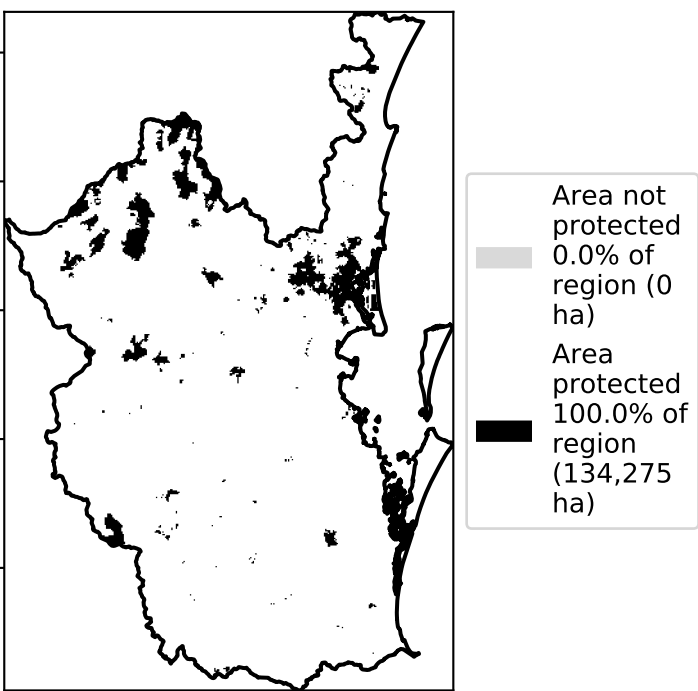 Area not
protected
0.0% of
region (0
ha)
Area
protected
100.0% of
region
(134,275
ha)